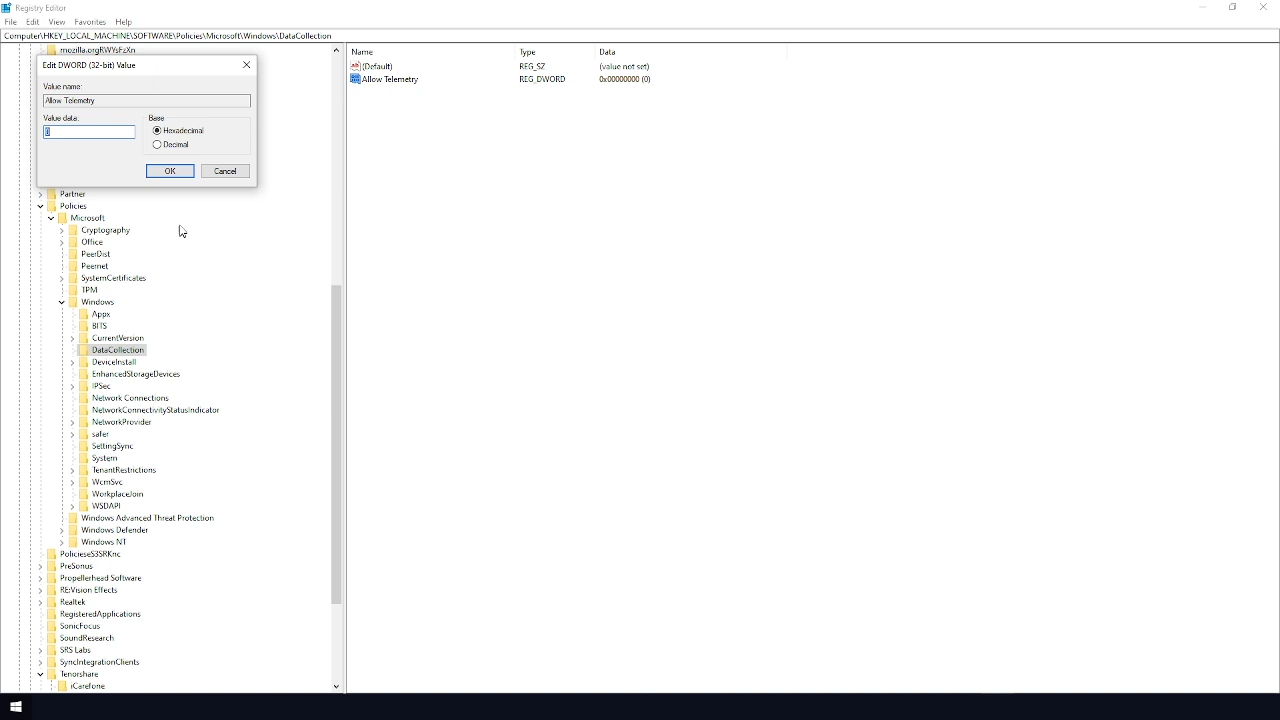 Registry Editor
File Edit View Favorites Help
Computer\HKEY_LOCAL_MACHINE\SOFTWARE\Policies\Microsoft\Windows\DataCollection
mozilla.orgRWYsFzXn
Name Type Data
(Default) REG_SZ (value not set)
Allow Telemetry REG_DWORD 0x00000000 (0)
Edit DWORD (32-bit) Value
Value name:
Allow Telemetry
Value data: Base
0 Hexadecimal
Decimal
OK Cancel
Partner
Policies
Microsoft
Cryptography
Office
PeerDist
Peernet
SystemCertificates
TPM
Windows
Appx
BITS
CurrentVersion
DataCollection
DeviceInstall
EnhancedStorageDevices
IPSec
Network Connections
NetworkConnectivityStatusIndicator
NetworkProvider
safer
SettingSync
System
TenantRestrictions
WcmSvc
WorkplaceJoin
WSDAPI
Windows Advanced Threat Protection
Windows Defender
Windows NT
PolicieseS3SRKnc
PreSonus
Propellerhead Software
RE:Vision Effects
Realtek
RegisteredApplications
SonicFocus
SoundResearch
SRS Labs
SyncIntegrationClients
Tenorshare
iCarefone